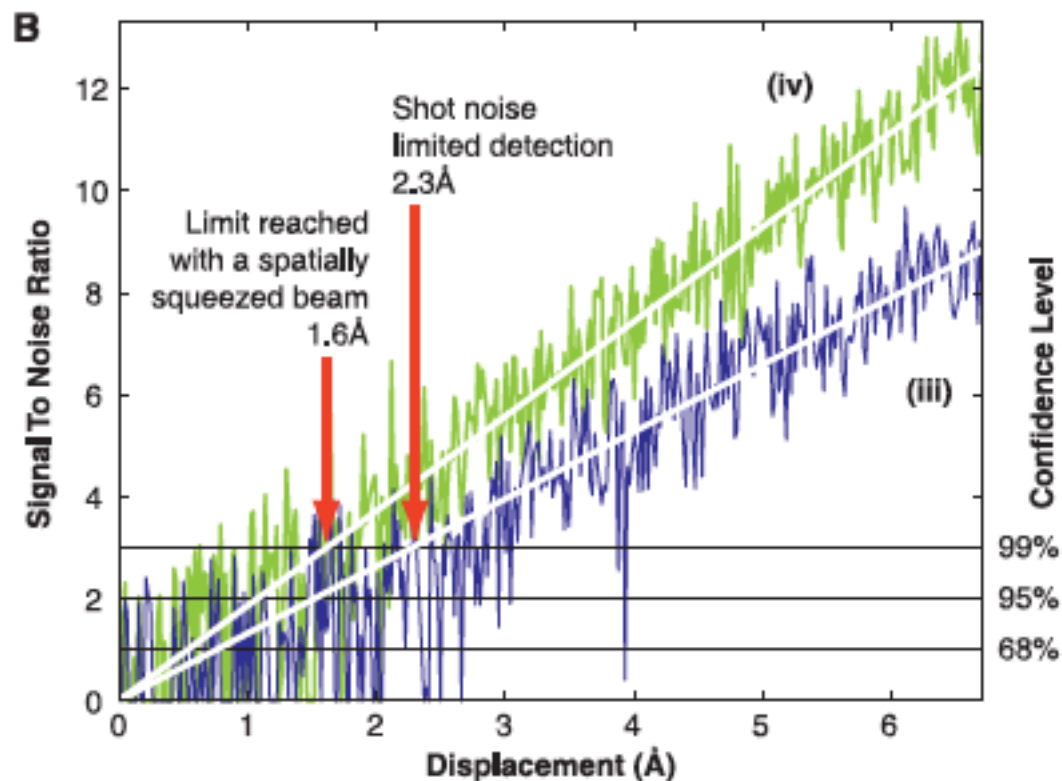 B
12
10
8
6
4
2
0
Signal To Noise Ratio
(iv)
Shot noise
limited detection
2.3Å
Limit reached
with a spatially
squeezed beam
1.6Å
(iii)
Confidence Level
99%
95%
68%
0 1 2 3 4 5 6
Displacement (Å)